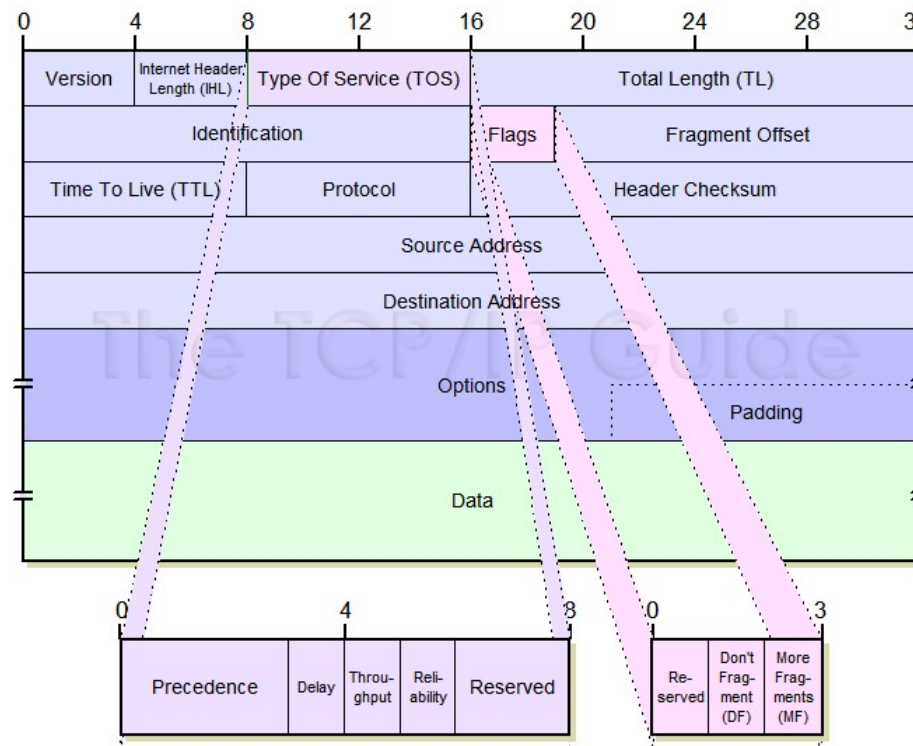 0 4 8 12 16 20 24 28 3
Version Internet Header Length (IHL) Type Of Service (TOS) Total Length (TL)
Identification Flags Fragment Offset
Time To Live (TTL) Protocol Header Checksum
Source Address
Destination Address
The TCP/IP Guide
Options
Padding
Data
0 4 8 0 3
Precedence Delay Throu-ghput Reli-ability Reserved Re-served Don't Fragment (DF) More Frag-ments (MF)